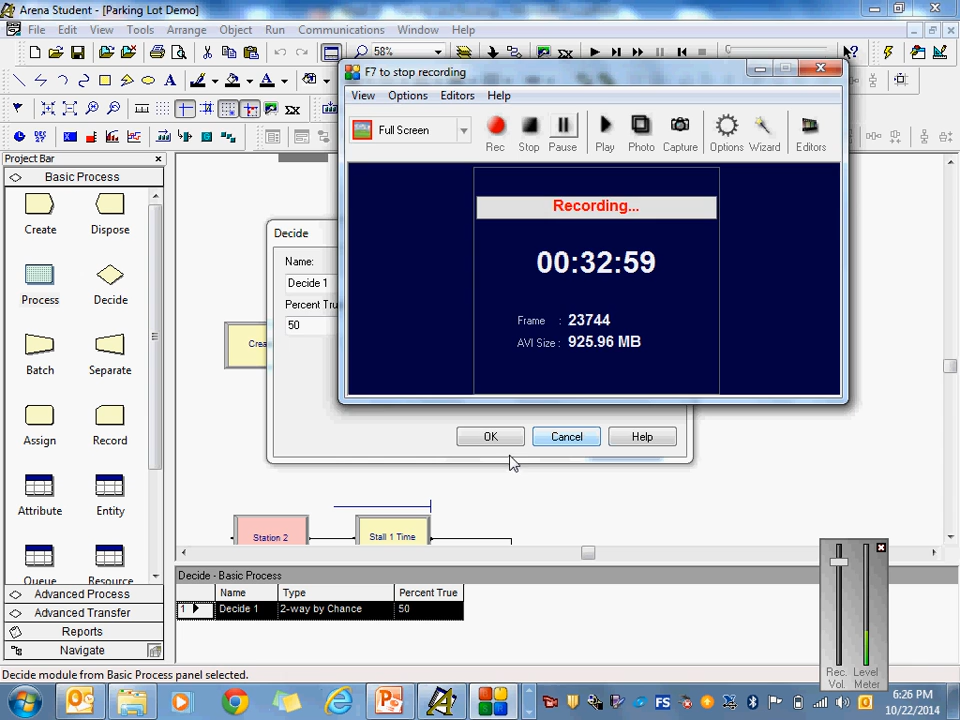 Arena Student - [Parking Lot Demo]
File Edit View Tools Arrange Object Run Communications Window Help
58%
F7 to stop recording
View Options Editors Help
Full Screen
Rec Stop Pause Play Photo Capture Options Wizard Editors
Recording...
00:32:59
Frame : 23744
AVI Size : 925.96 MB
Project Bar
Basic Process
Create Dispose
Process Decide
Batch Separate
Assign Record
Attribute Entity
Queue Resource
Advanced Process
Advanced Transfer
Reports
Navigate
Decide
Name:
Decide 1
Percent Tru
50
Crea
OK Cancel Help
Station 2 Stall 1 Time
Decide - Basic Process
Name Type Percent True
1 Decide 1 2-way by Chance 50
Rec. Vol. Level Meter
Decide module from Basic Process panel selected.
FS
6:26 PM
10/22/2014